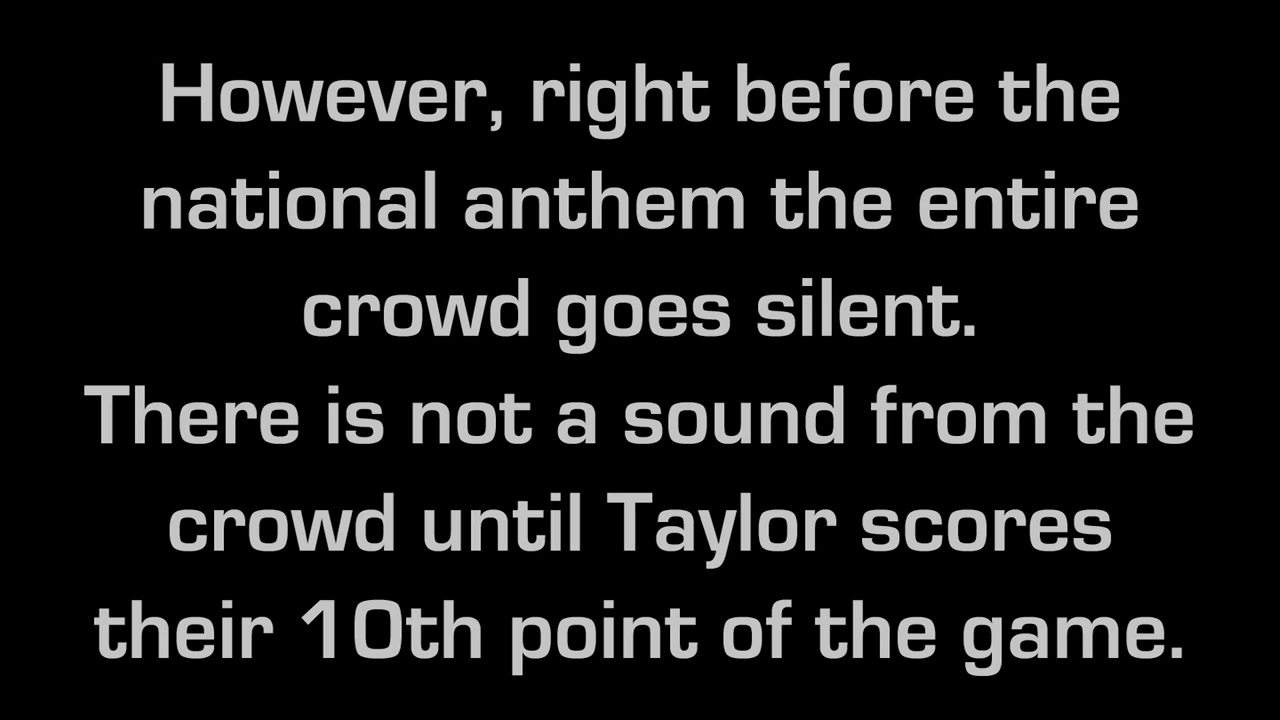 However, right before the
national anthem the entire
crowd goes silent.
There is not a sound from the
crowd until Taylor scores
their 10th point of the game.